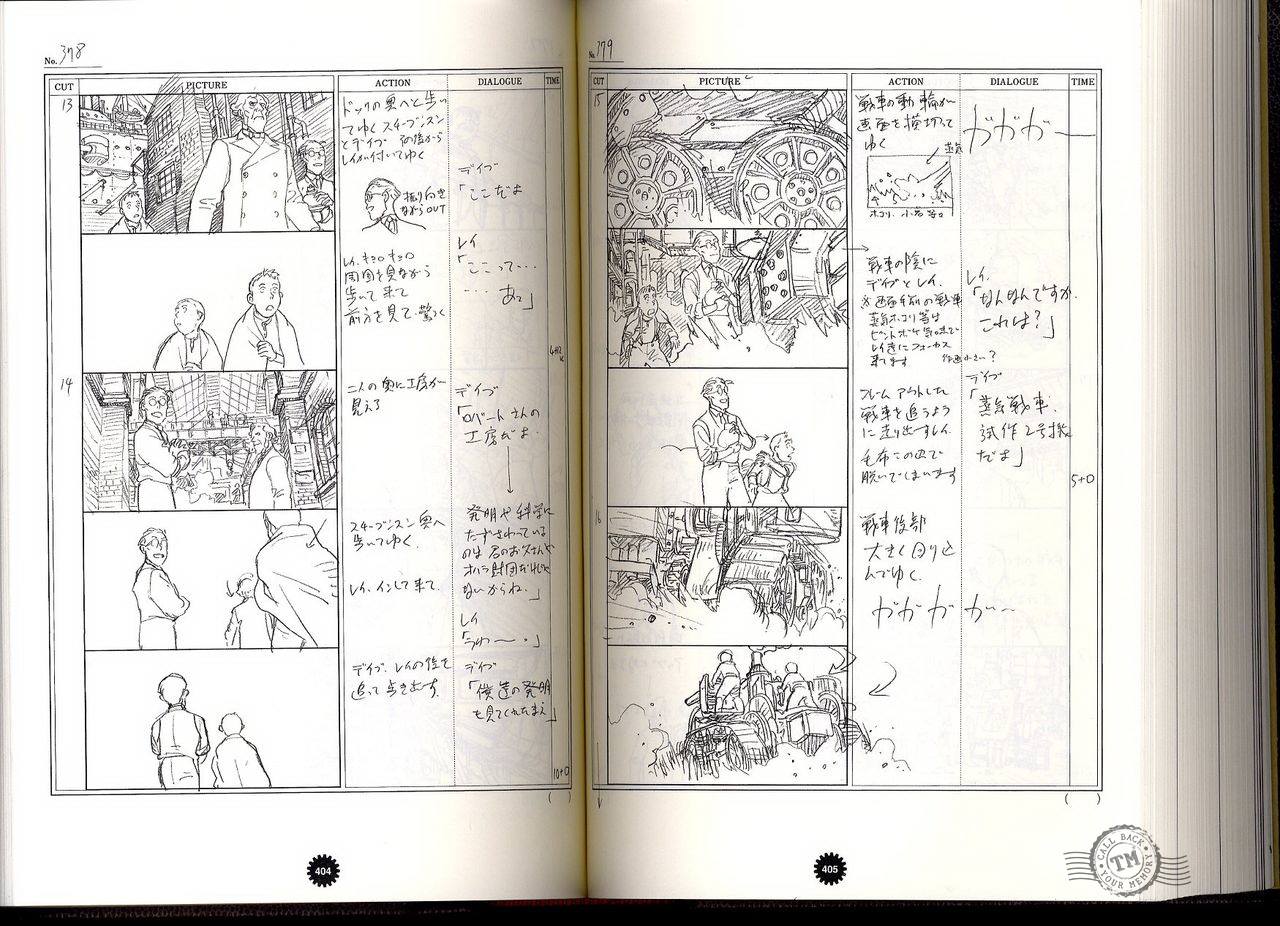 No. 378
CUT
PICTURE
ACTION
DIALOGUE
TIME
13
ドックの奥へと歩い
てゆくスチーブンスン
とデイブ 何歩後から
レイが付いてゆく
振り向き
ながらOUT
デイブ
「ここだよ
レイ キョロキョロ
周囲を見ながら
歩いて来て
前方を見て驚く
レイ
「ここって‥‥
‥‥あっ」
14
二人の奥に工房が
見える
デイブ
「ロバートさんの
工房だよ.
スチーブンスン奥へ
歩いてゆく.
レイ、インして来て.
発明や科学に
たずさわっている
のは君のお父さんや
オハラ財団だけじゃ
ないからね.」
レイ
「うわ〜.」
デイブ、レイの後を
追って歩き出す.
デイブ
「僕達の発明
を見てくれたまえ」
10+0
( )
404
No. 379
CUT
PICTURE
ACTION
DIALOGUE
TIME
15
戦車の動輪が
画面を横切って
ゆく
ガガガ—
蒸気
ホコリ
戦車の陰に
デイブとレイ.
※画面手前の戦車
蒸気ホコリ等は
ピントボケ気味で
レイ達にフォーカス
来てます
レイ.
「なんなんですか.
これは?」
フレームアウトした
戦車を追うよう
に走り出すレイ.
毛布この辺で
脱いでしまいます
デイブ
「蒸気戦車.
試作2号機
だよ」
5+0
16
戦車後部
大きく回り込
んでゆく.
ガガガガ〜
( )
405
CALL BACK
TM
YOUR MEMORY